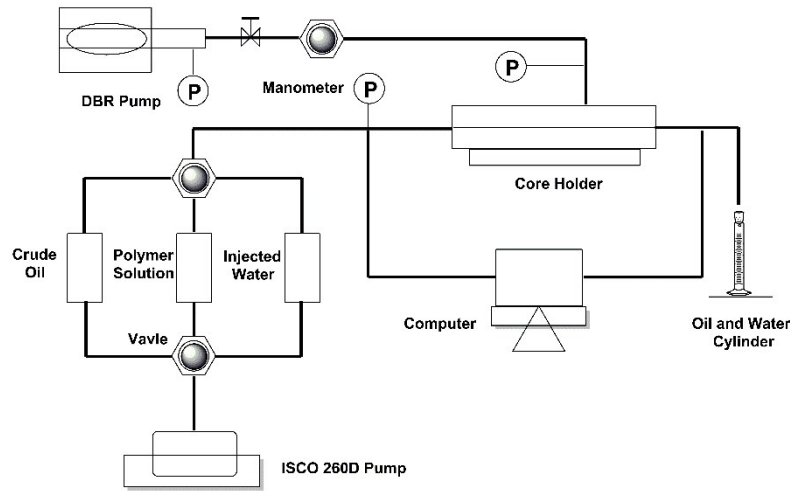 P
P
Manometer
P
DBR Pump
Core Holder
Crude
Oil
Polymer
Solution
Injected
Water
Vavle
Computer
Oil and Water
Cylinder
ISCO 260D Pump